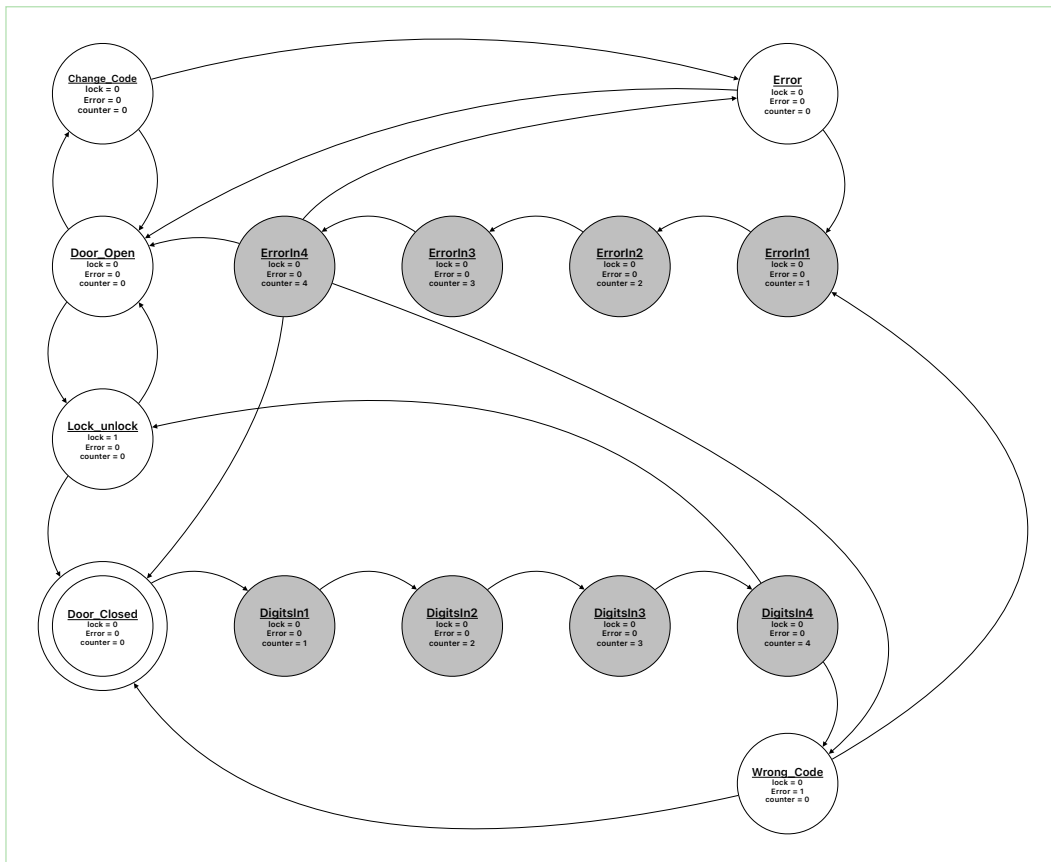 Change_Code
lock = 0
Error = 0
counter = 0
Error
lock = 0
Error = 0
counter = 0
Door_Open
lock = 0
Error = 0
counter = 0
ErrorIn4
lock = 0
Error = 0
counter = 4
ErrorIn3
lock = 0
Error = 0
counter = 3
ErrorIn2
lock = 0
Error = 0
counter = 2
ErrorIn1
lock = 0
Error = 0
counter = 1
Lock_unlock
lock = 1
Error = 0
counter = 0
Door_Closed
lock = 0
Error = 0
counter = 0
DigitsIn1
lock = 0
Error = 0
counter = 1
DigitsIn2
lock = 0
Error = 0
counter = 2
DigitsIn3
lock = 0
Error = 0
counter = 3
DigitsIn4
lock = 0
Error = 0
counter = 4
Wrong_Code
lock = 0
Error = 1
counter = 0